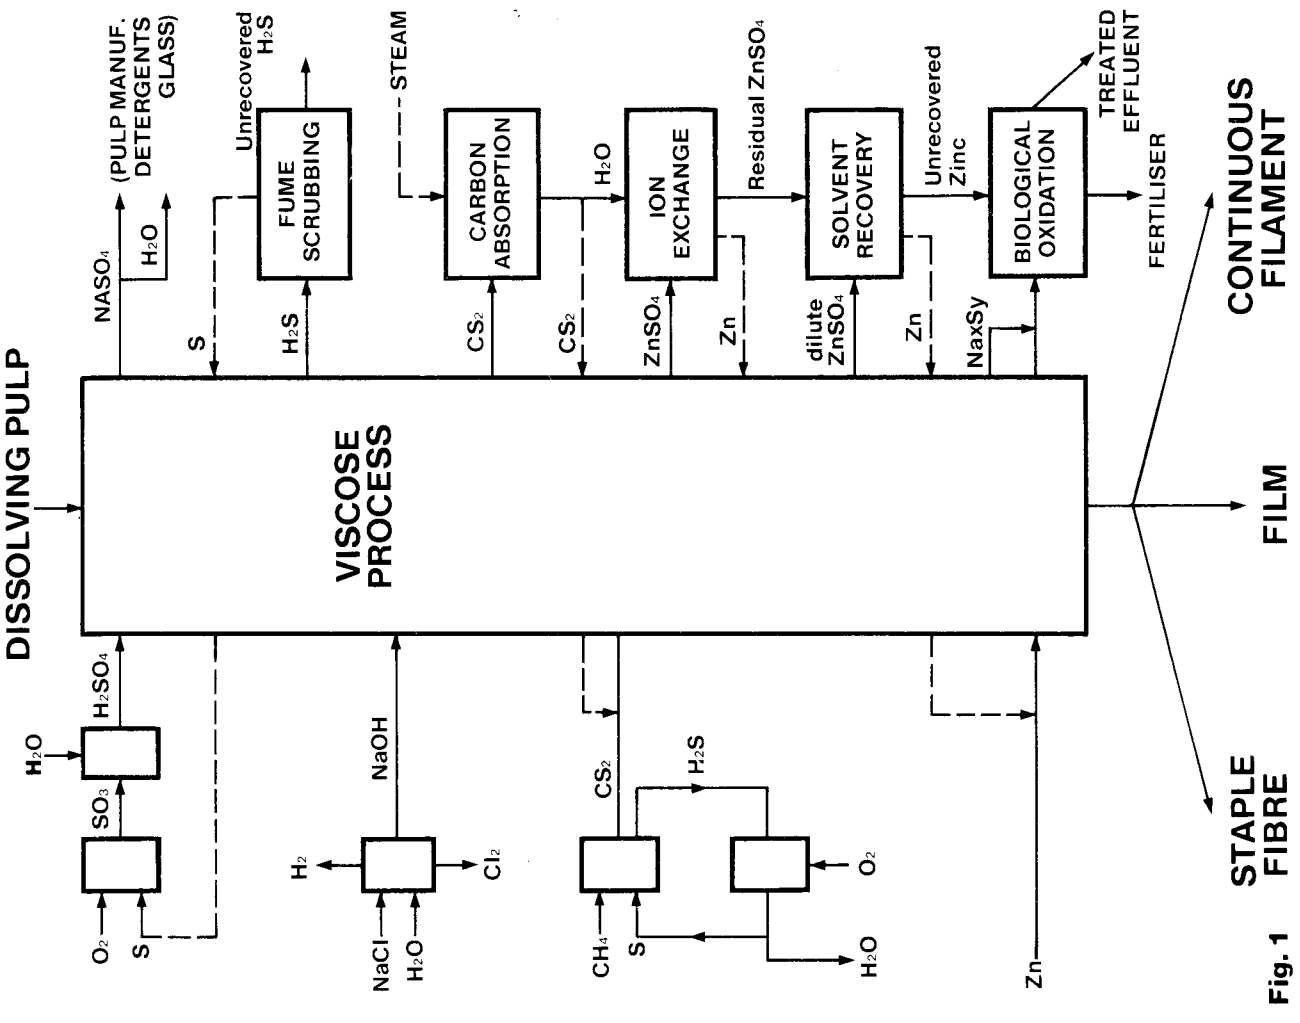 DISSOLVING PULP
NASO4
H2O
(PULP MANUF.
DETERGENTS
GLASS)
S
H2S
FUME
SCRUBBING
Unrecovered
H2S
STEAM
CS2
CARBON
ABSORPTION
CS2
H2O
ZnSO4
ION
EXCHANGE
Zn
Residual ZnSO4
dilute
ZnSO4
SOLVENT
RECOVERY
Zn
Unrecovered
Zinc
NaxSy
BIOLOGICAL
OXIDATION
TREATED
EFFLUENT
FERTILISER
VISCOSE
PROCESS
H2O
H2SO4
SO3
O2
S
NaOH
H2
Cl2
NaCl
H2O
CS2
H2S
CH4
S
O2
H2O
Zn
STAPLE
FIBRE
FILM
CONTINUOUS
FILAMENT
Fig. 1